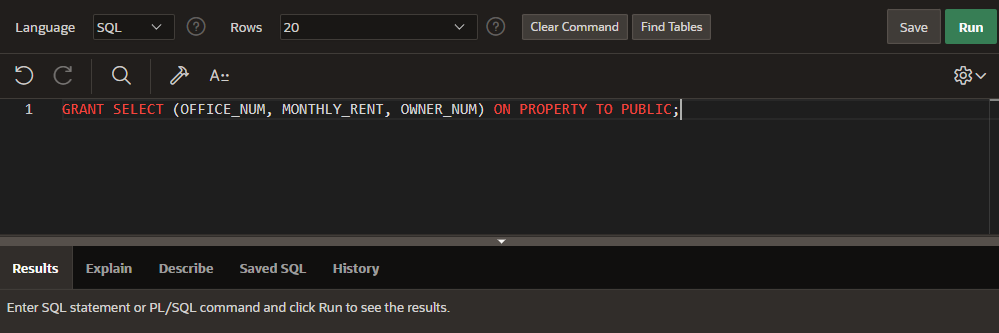 Language SQL ? Rows 20 ? Clear Command Find Tables Save Run
A
1 GRANT SELECT (OFFICE_NUM, MONTHLY_RENT, OWNER_NUM) ON PROPERTY TO PUBLIC;
Results Explain Describe Saved SQL History
Enter SQL statement or PL/SQL command and click Run to see the results.